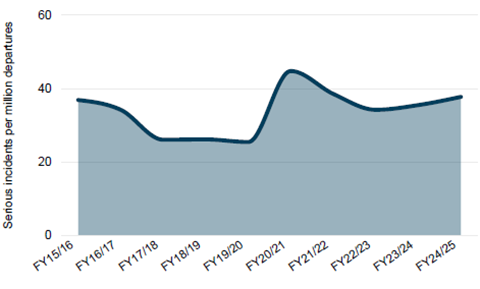 Serious incidents per million departures
60
40
20
0
FY15/16
FY16/17
FY17/18
FY18/19
FY19/20
FY20/21
FY21/22
FY22/23
FY23/24
FY24/25